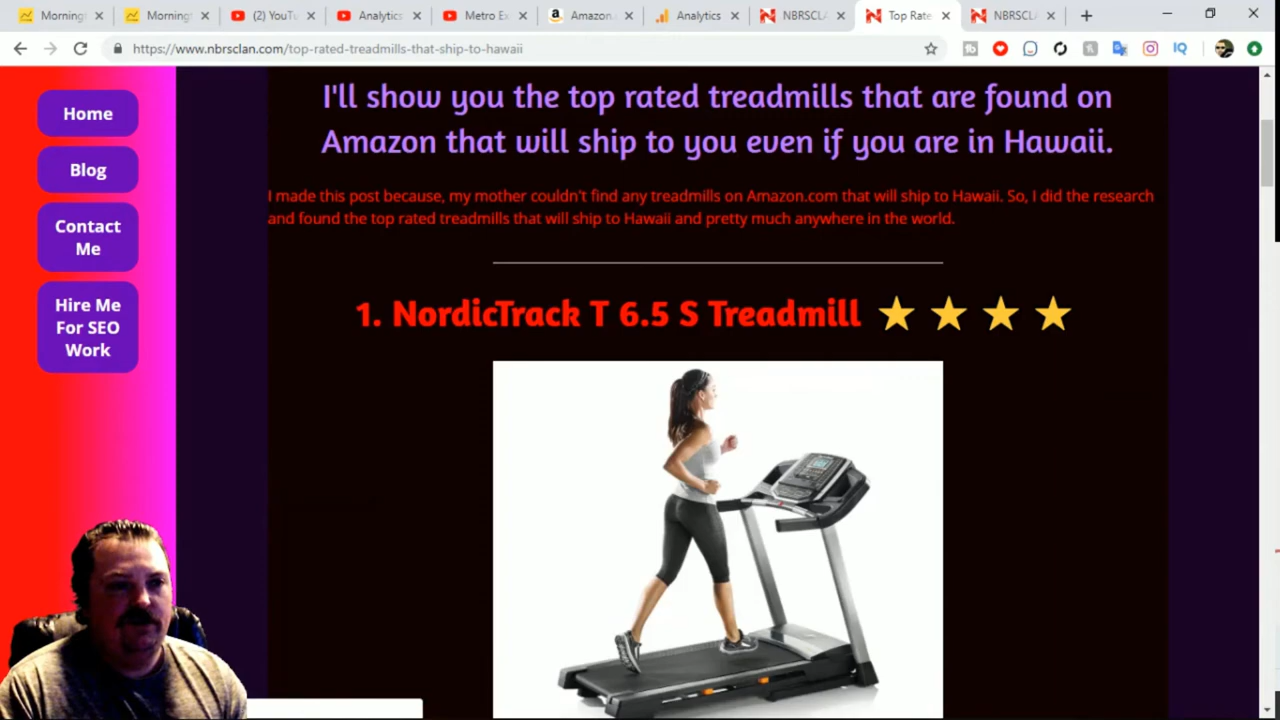 Morning
Morning
(2) YouTu
Analytics
Metro Ex
Amazon.
Analytics
NBRSCLA
Top Rate
NBRSCLA
https://www.nbrsclan.com/top-rated-treadmills-that-ship-to-hawaii
Home
Blog
Contact
Me
Hire Me
For SEO
Work
I'll show you the top rated treadmills that are found on
Amazon that will ship to you even if you are in Hawaii.
I made this post because, my mother couldn't find any treadmills on Amazon.com that will ship to Hawaii. So, I did the research
and found the top rated treadmills that will ship to Hawaii and pretty much anywhere in the world.
1. NordicTrack T 6.5 S Treadmill